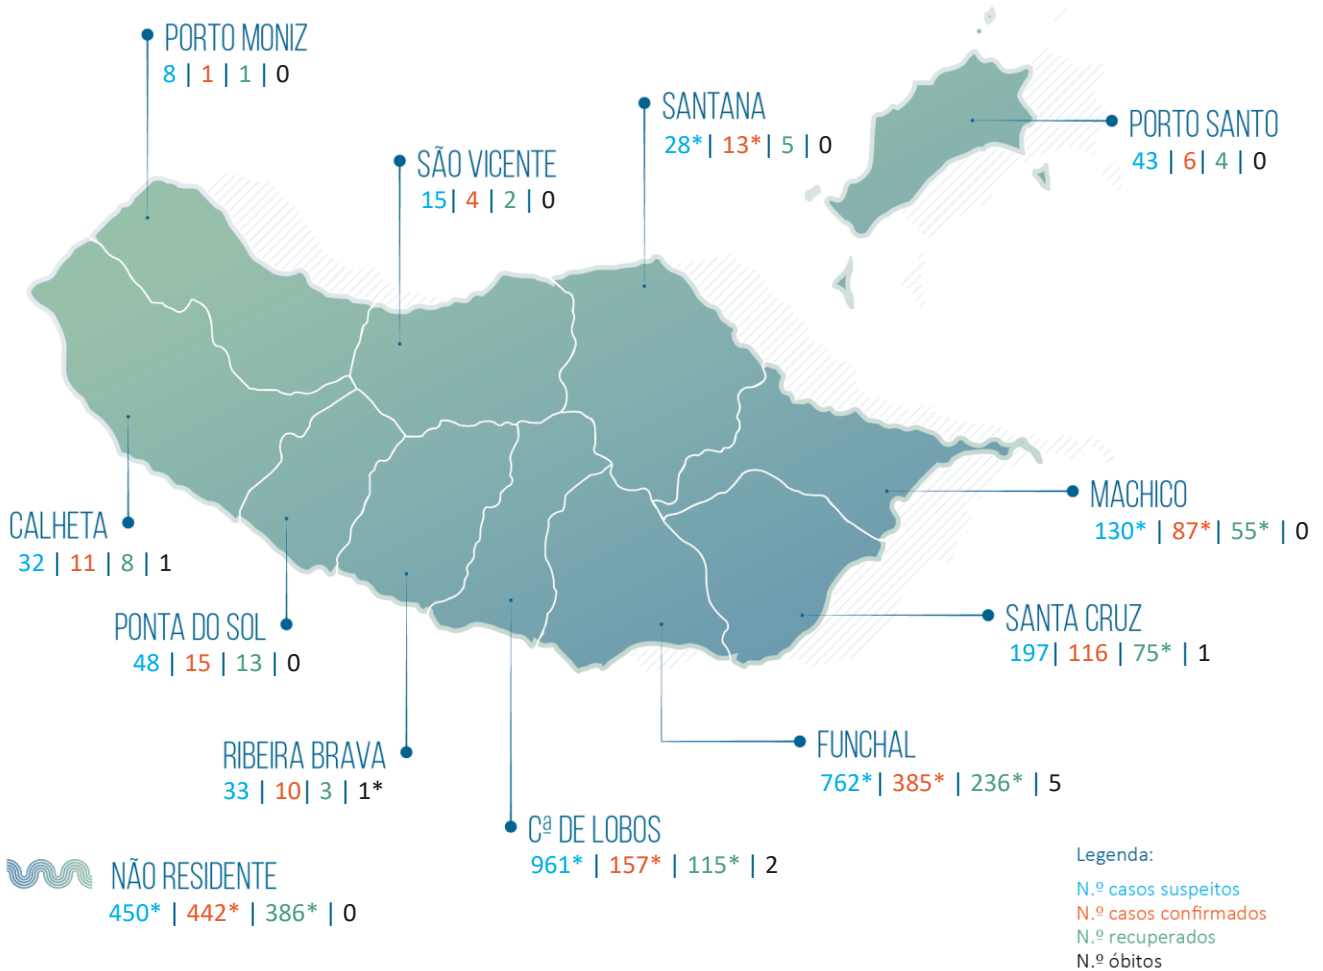 PORTO MONIZ
8 | 1 | 1 | 0
SANTANA
28*| 13*| 5 | 0
PORTO SANTO
43 | 6| 4 | 0
SÃO VICENTE
15| 4 | 2 | 0
MACHICO
130* | 87*| 55* | 0
CALHETA
32 | 11 | 8 | 1
PONTA DO SOL
48 | 15 | 13 | 0
SANTA CRUZ
197| 116 | 75* | 1
RIBEIRA BRAVA
33 | 10| 3 | 1*
FUNCHAL
762*| 385* | 236* | 5
Cª DE LOBOS
961* | 157* | 115* | 2
NÃO RESIDENTE
450* | 442* | 386* | 0
Legenda:
N.º casos suspeitos
N.º casos confirmados
N.º recuperados
N.º óbitos